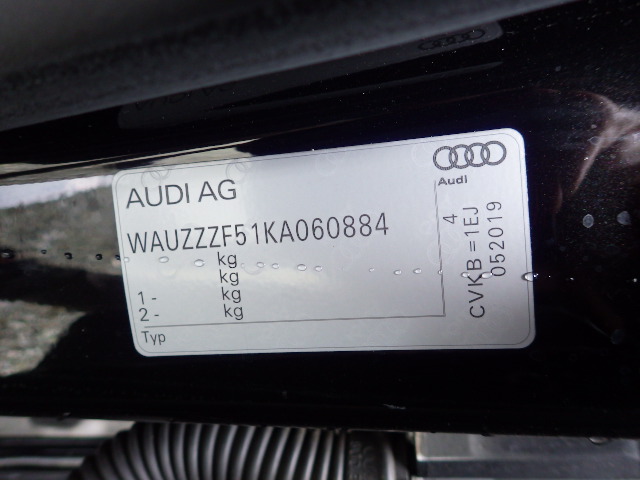 AUDI AG
Audi
WAUZZZF51KA060884
kg
kg
1 - kg
2 - kg
Typ
4
CVKB =1EJ
052019